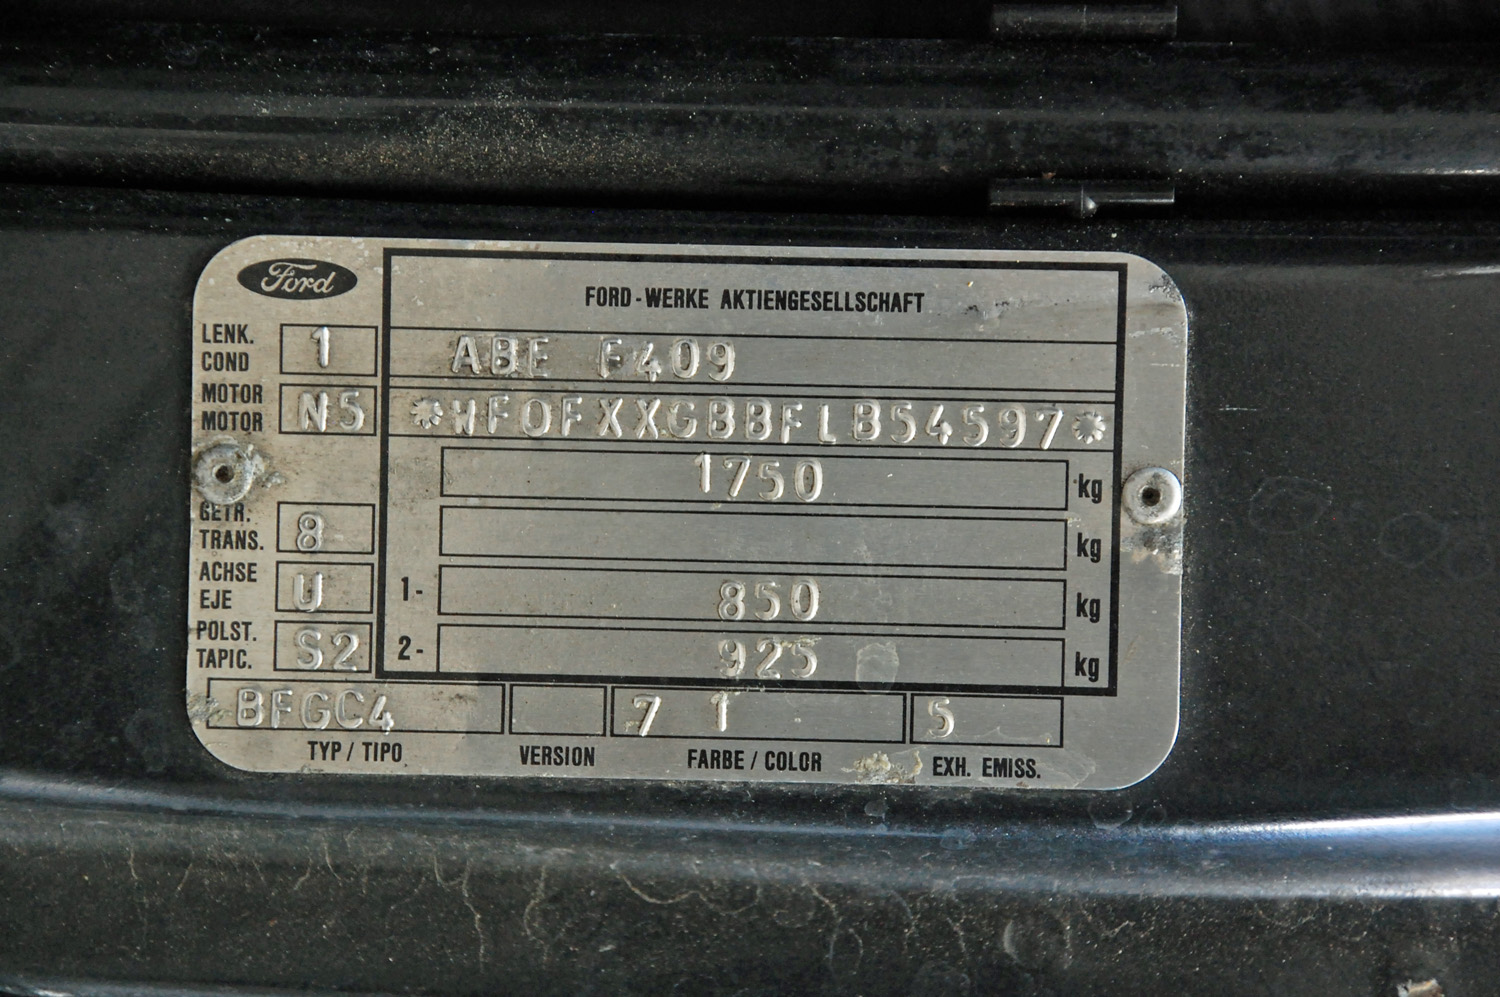 Ford
FORD-WERKE AKTIENGESELLSCHAFT
LENK.
COND 1
ABE F409
MOTOR
MOTOR N5
*WF0FXXGBBFLB54597*
1750 kg
GETR.
TRANS. 8
kg
ACHSE
EJE U
1- 850 kg
POLST.
TAPIC. S2
2- 925 kg
BFGC4 7 1 5
TYP / TIPO VERSION FARBE / COLOR EXH. EMISS.